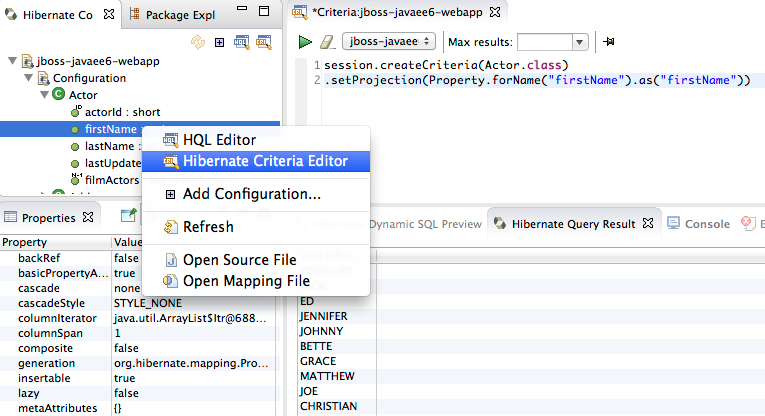 Hibernate Co
Package Expl
jboss-javaee6-webapp
Configuration
Actor
actorId : short
firstName
lastName :
lastUpdate
filmActors
*Criteria:jboss-javaee6-webapp
jboss-javaee
Max results:
1 session.createCriteria(Actor.class)
2 .setProjection(Property.forName("firstName").as("firstName"))
HQL Editor
Hibernate Criteria Editor
Add Configuration...
Refresh
Open Source File
Open Mapping File
Properties
Property Value
backRef false
basicPropertyA... true
cascade none
cascadeStyle STYLE_NONE
columnIterator java.util.ArrayList$Itr@688...
columnSpan 1
composite false
generation org.hibernate.mapping.Pro...
insertable true
lazy false
metaAttributes {}
Dynamic SQL Preview
Hibernate Query Result
Console
ED
JENNIFER
JOHNNY
BETTE
GRACE
MATTHEW
JOE
CHRISTIAN